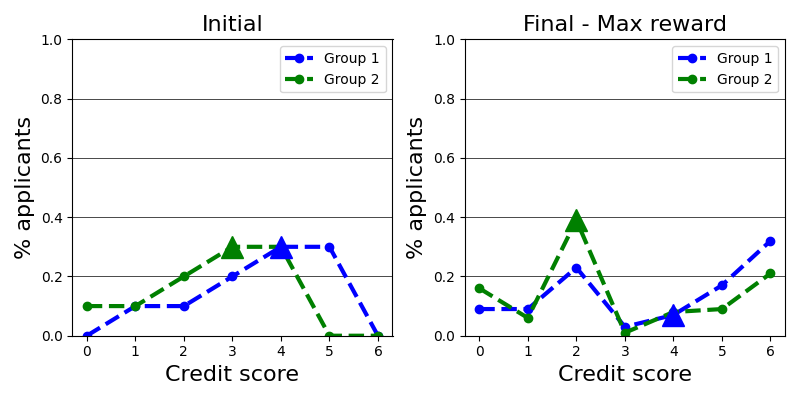 Initial
1.0
0.8
0.6
0.4
0.2
0.0
% applicants
Group 1
Group 2
0 1 2 3 4 5 6
Credit score
Final - Max reward
1.0
0.8
0.6
0.4
0.2
0.0
% applicants
Group 1
Group 2
0 1 2 3 4 5 6
Credit score